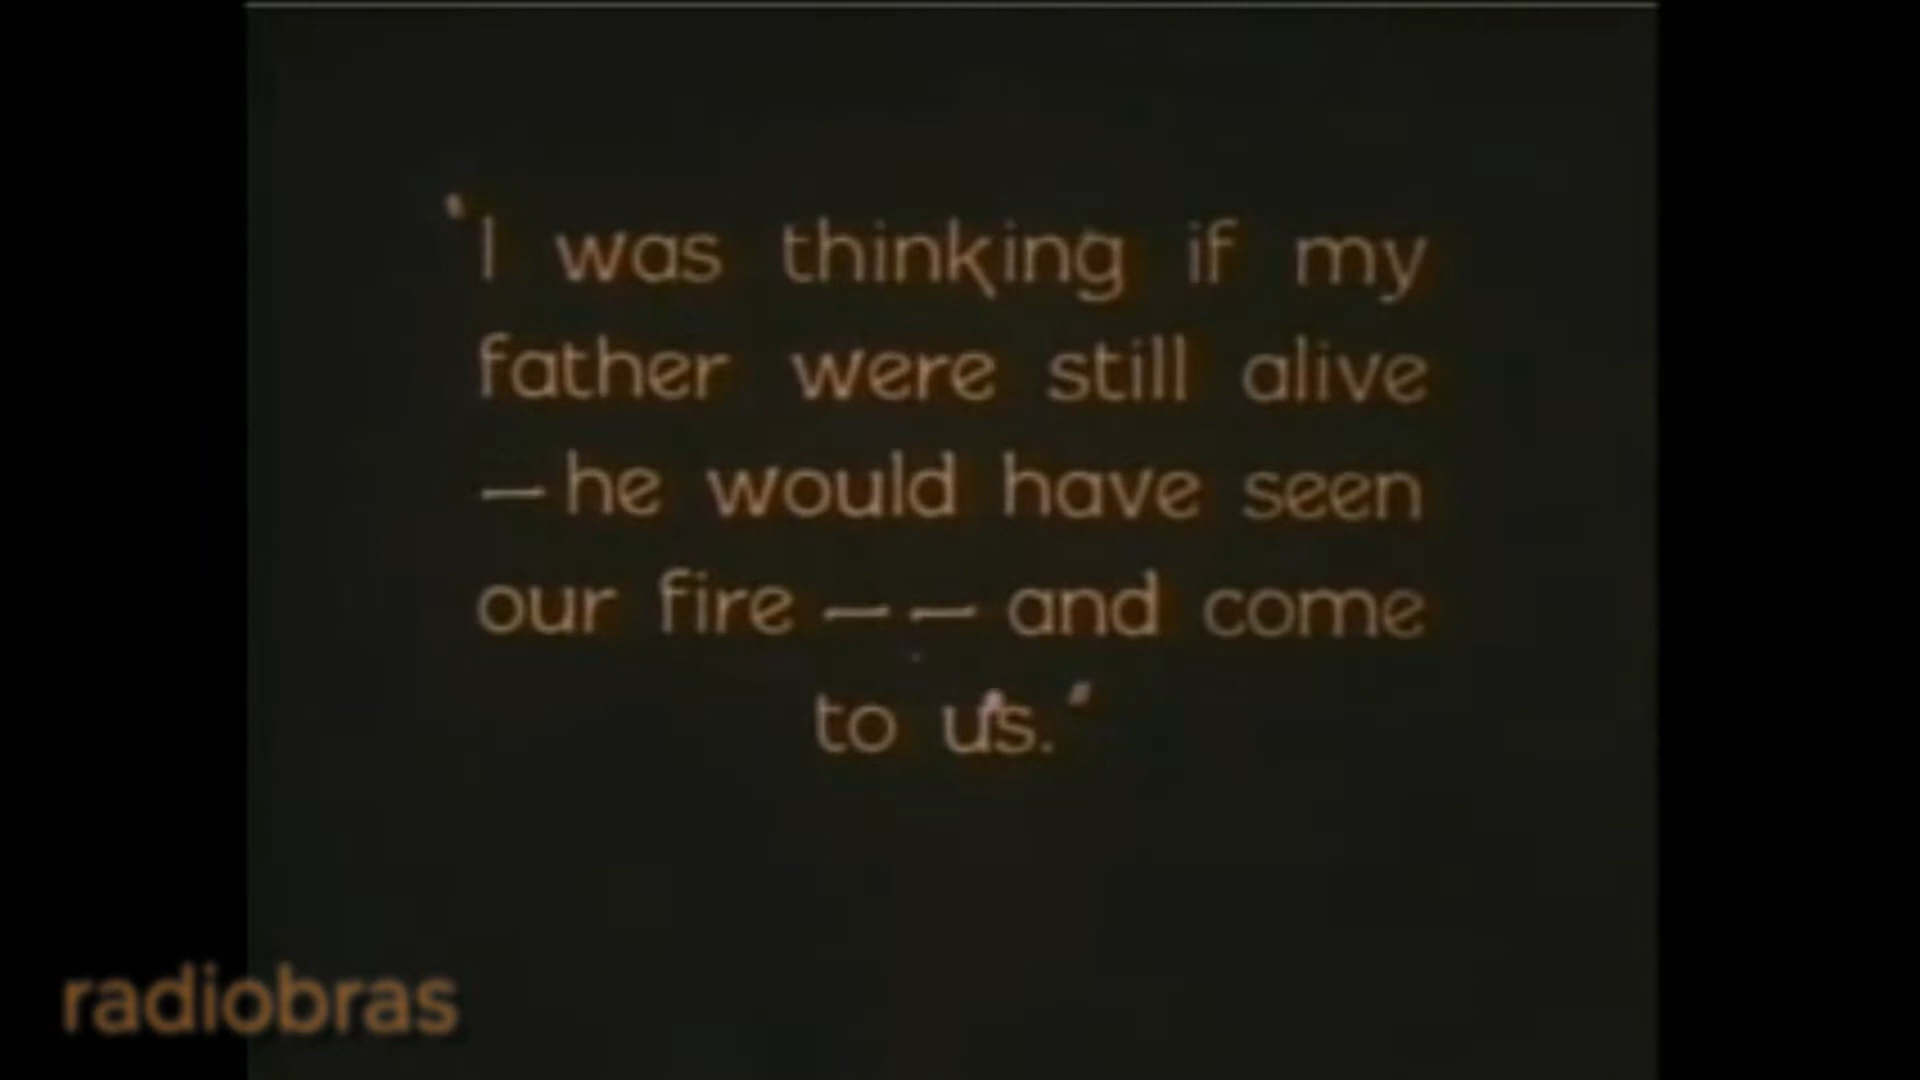 "I was thinking if my
father were still alive
—he would have seen
our fire —— and come
to us."
radiobras